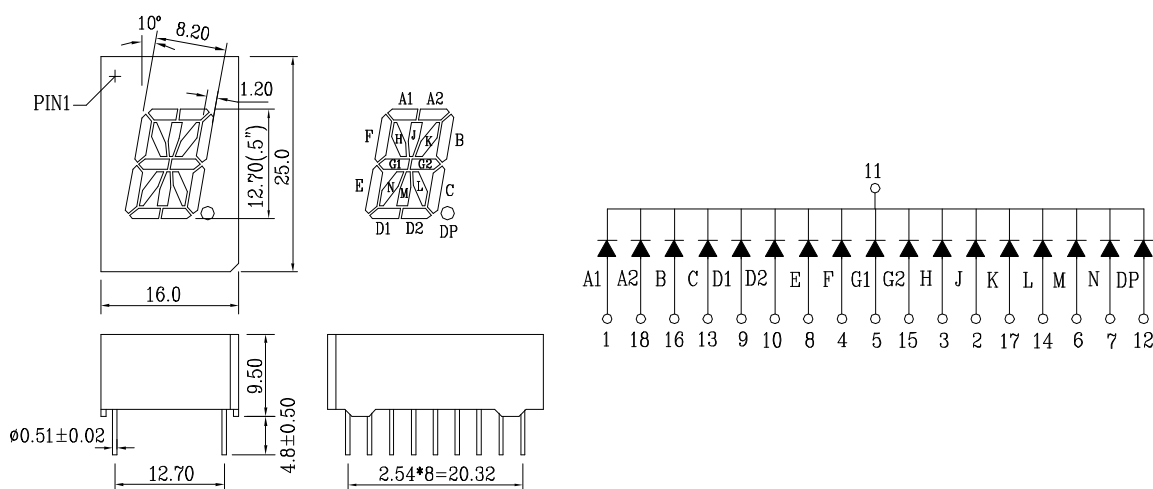 10°
8.20
PIN1
1.20
12.70(.5")
25.0
16.0
A1 A2
F H J K B
G1 G2
E N M L C
D1 D2 DP
11
A1 A2 B C D1 D2 E F G1 G2 H J K L M N DP
1 18 16 13 9 10 8 4 5 15 3 2 17 14 6 7 12
9.50
4.8±0.50
ø0.51±0.02
12.70
2.54*8=20.32